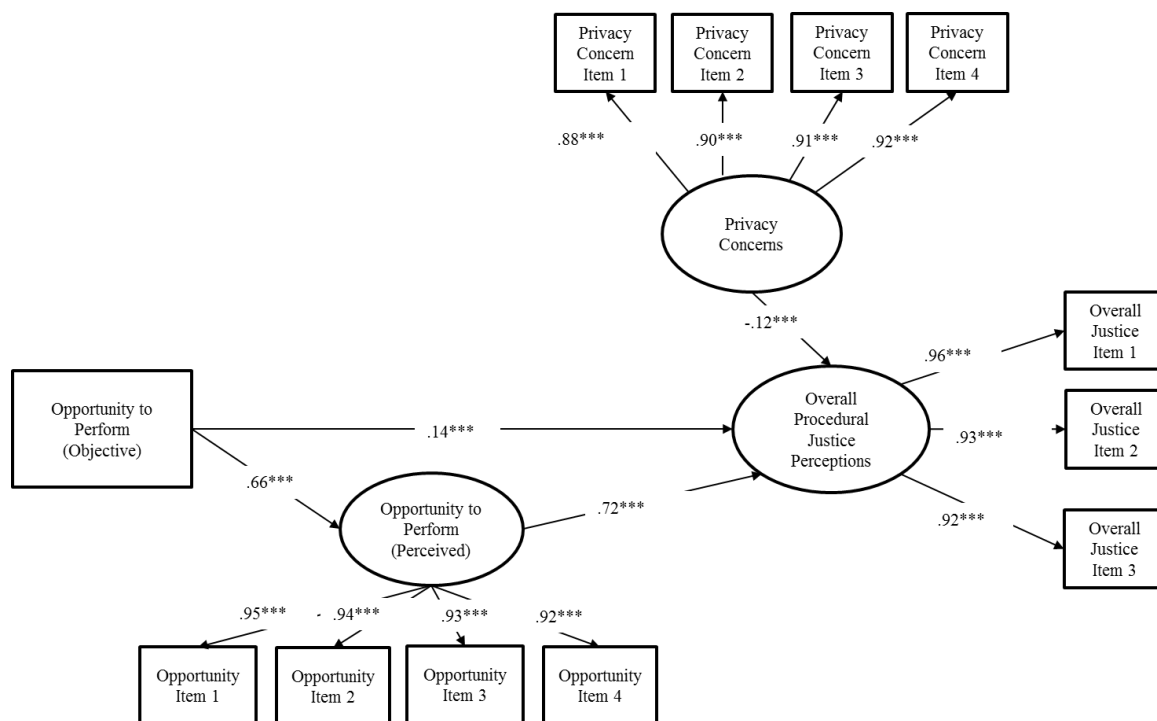 Privacy
Concern
Item 1
Privacy
Concern
Item 2
Privacy
Concern
Item 3
Privacy
Concern
Item 4
.88***
.90***
.91***
.92***
Privacy
Concerns
-.12***
Overall
Justice
Item 1
.96***
Opportunity to
Perform
(Objective)
.14***
Overall
Procedural
Justice
Perceptions
.93***
Overall
Justice
Item 2
.66***
Opportunity to
Perform
(Perceived)
.72***
.92***
Overall
Justice
Item 3
.95***
.94***
.93***
.92***
Opportunity
Item 1
Opportunity
Item 2
Opportunity
Item 3
Opportunity
Item 4